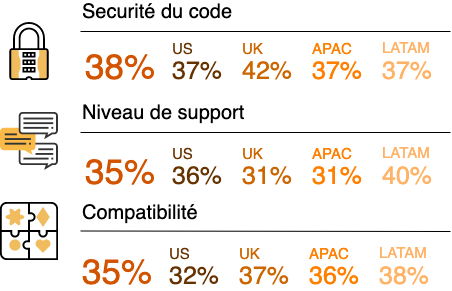 Securité du code
US UK APAC LATAM
38% 37% 42% 37% 37%
Niveau de support
US UK APAC LATAM
35% 36% 31% 31% 40%
Compatibilité
US UK APAC LATAM
35% 32% 37% 36% 38%